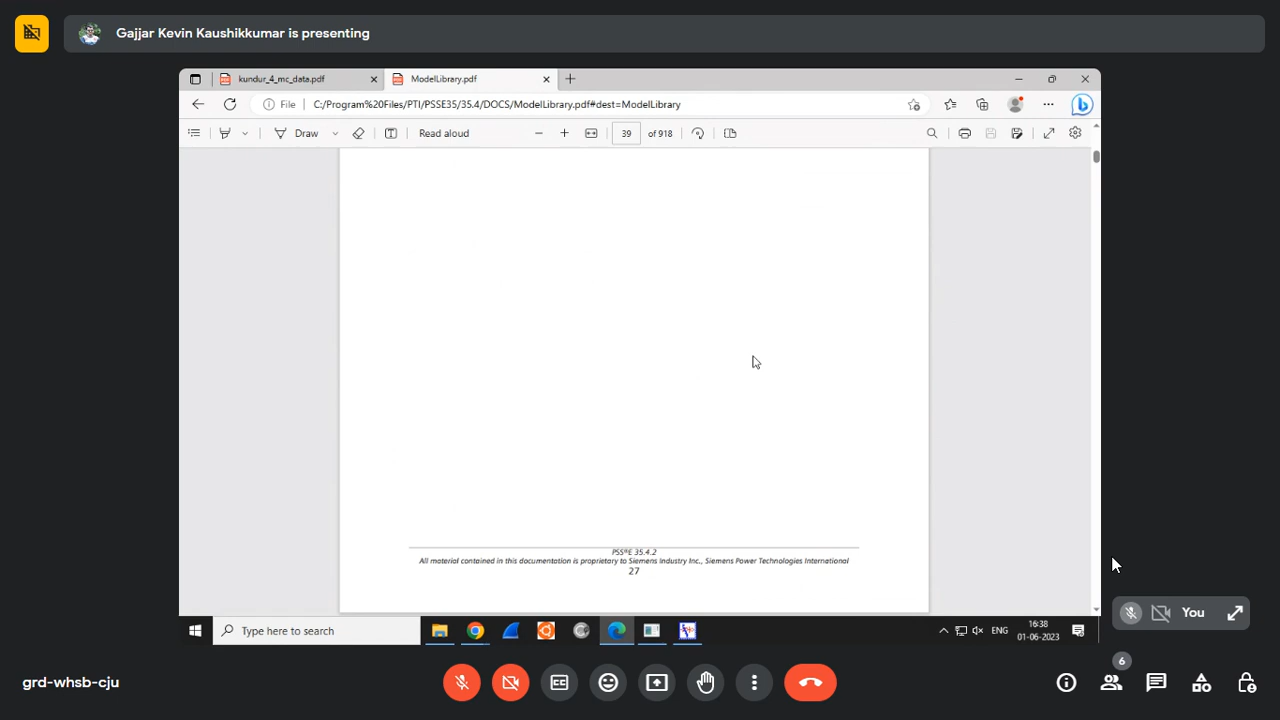 Gajjar Kevin Kaushikkumar is presenting
kundur_4_mc_data.pdf
ModelLibrary.pdf
File
C:/Program%20Files/PTI/PSSE35/35.4/DOCS/ModelLibrary.pdf#dest=ModelLibrary
Draw
Read aloud
39
of 918
PSS®E 35.4.2
All material contained in this documentation is proprietary to Siemens Industry Inc., Siemens Power Technologies International
27
You
Type here to search
ENG
16:38
01-06-2023
6
grd-whsb-cju